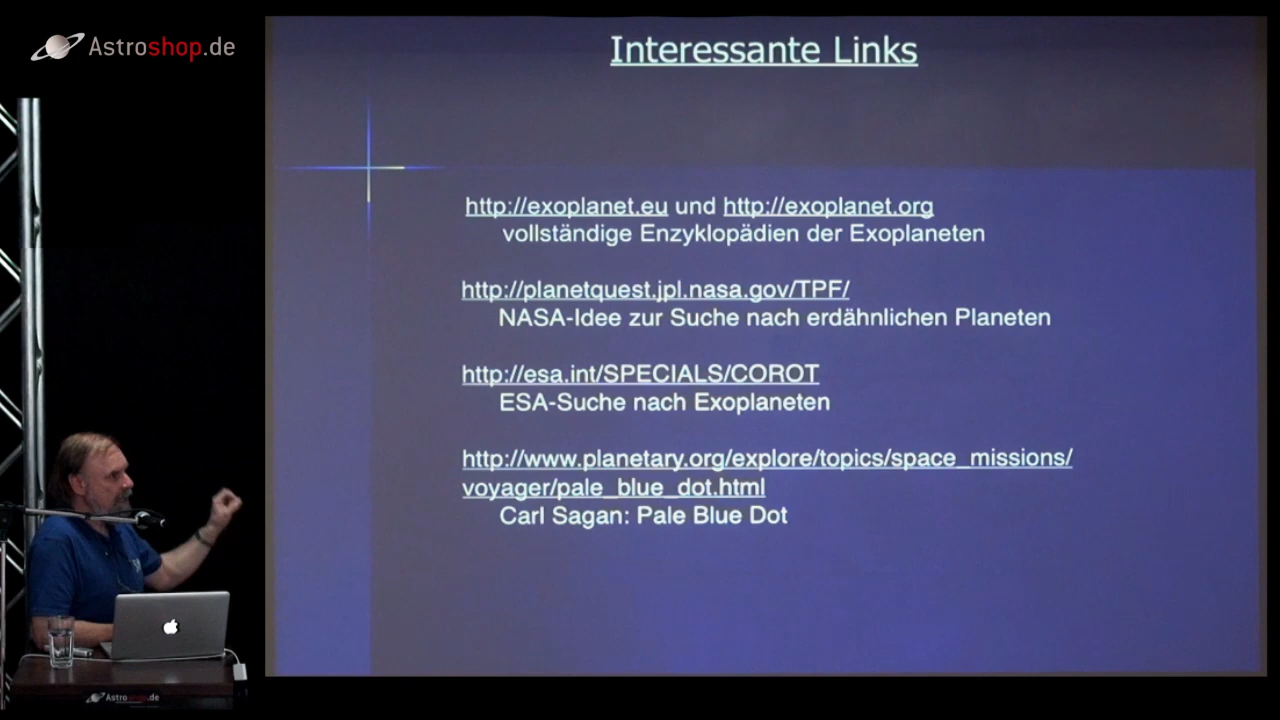 Astroshop.de
Interessante Links
http://exoplanet.eu und http://exoplanet.org
vollständige Enzyklopädien der Exoplaneten
http://planetquest.jpl.nasa.gov/TPF/
NASA-Idee zur Suche nach erdähnlichen Planeten
http://esa.int/SPECIALS/COROT
ESA-Suche nach Exoplaneten
http://www.planetary.org/explore/topics/space_missions/
voyager/pale_blue_dot.html
Carl Sagan: Pale Blue Dot
Astroshop.de